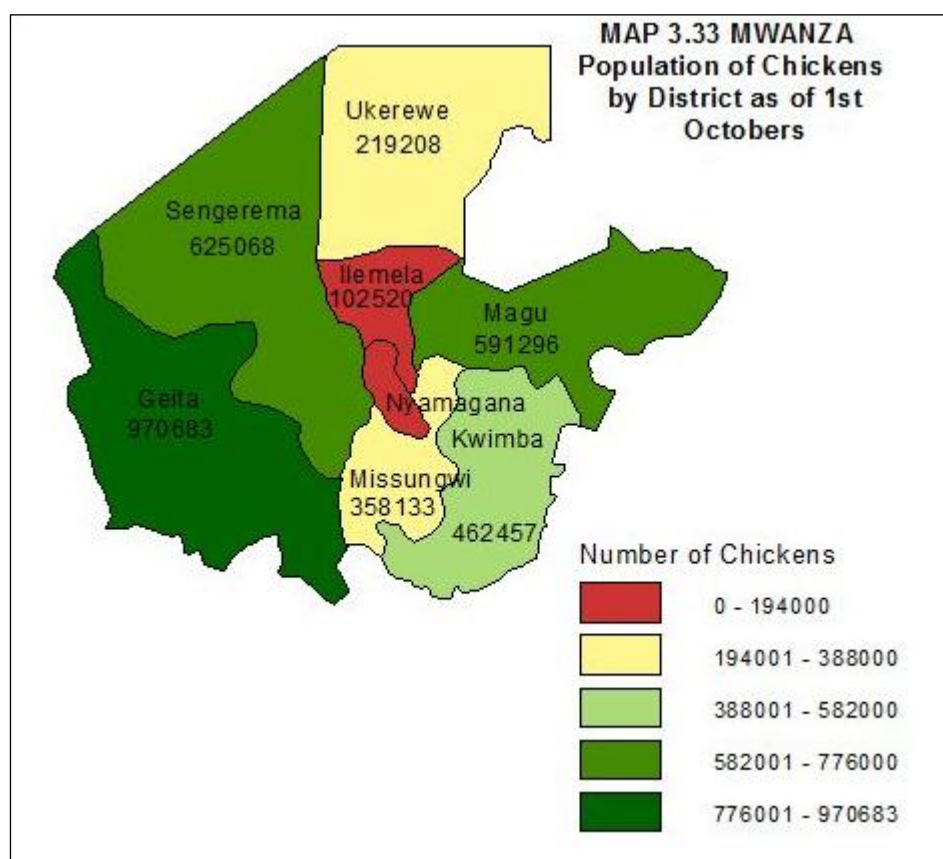 MAP 3.33 MWANZA
Population of Chickens
by District as of 1st
Octobers
Ukerewe
219208
Sengerema
625068
Ilemela
102520
Magu
591296
Geita
970683
Nyamagana
Kwimba
462457
Missungwi
358133
Number of Chickens
0 - 194000
194001 - 388000
388001 - 582000
582001 - 776000
776001 - 970683